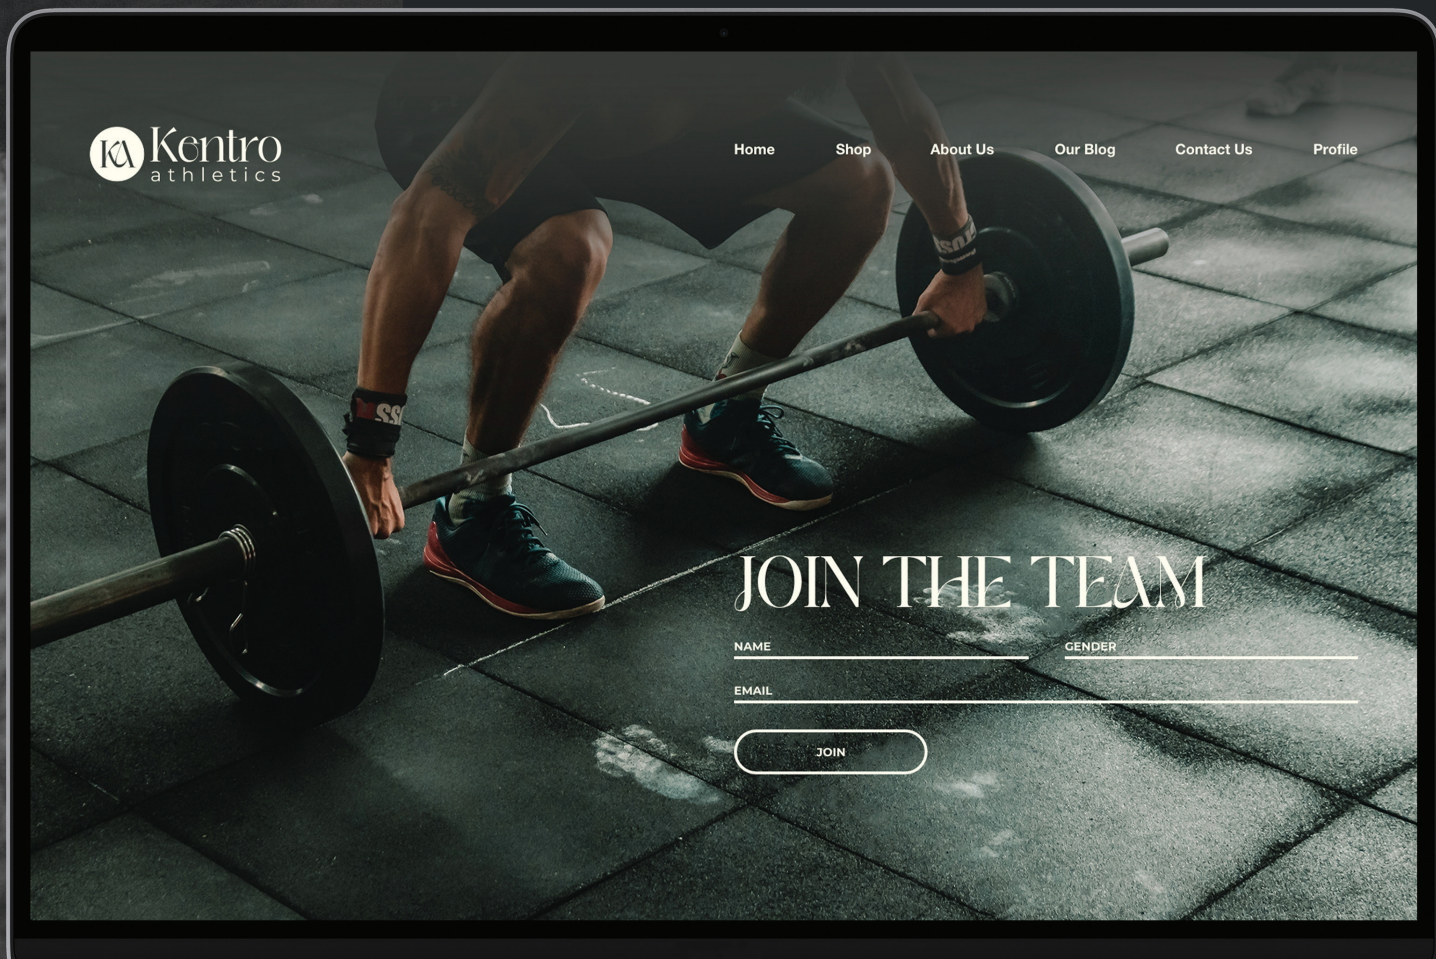 KA Kentro
athletics
Home Shop About Us Our Blog Contact Us Profile
JOIN THE TEAM
NAME GENDER
EMAIL
JOIN